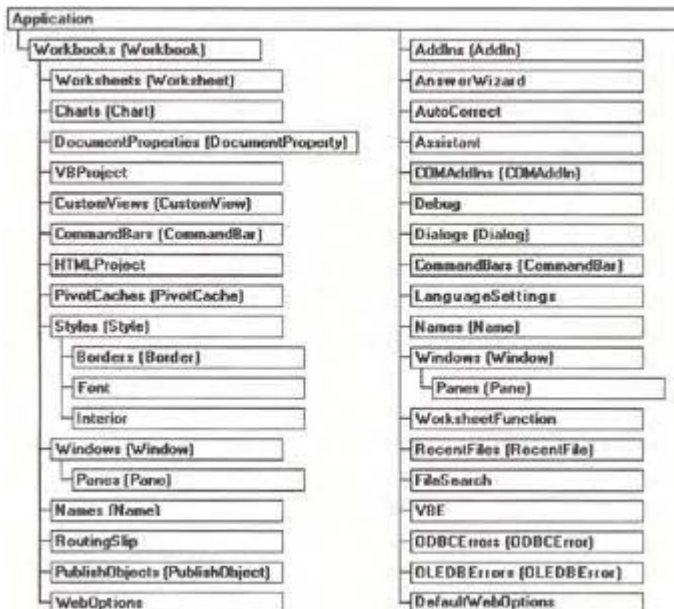 Application
Workbooks (Workbook)
Worksheets (Worksheet)
Charts (Chart)
DocumentProperties (DocumentProperty)
VBProject
CustomViews (CustomView)
CommandBars (CommandBar)
HTMLProject
PivotCaches (PivotCache)
Styles (Style)
Borders (Border)
Font
Interior
Windows (Window)
Panes (Pane)
Names (Name)
RoutingSlip
PublishObjects (PublishObject)
WebOptions
AddIns (AddIn)
AnswerWizard
AutoCorrect
Assistant
COMAddIns (COMAddIn)
Debug
Dialogs (Dialog)
CommandBars (CommandBar)
LanguageSettings
Names (Name)
Windows (Window)
Panes (Pane)
WorksheetFunction
RecentFiles (RecentFile)
FileSearch
VBE
ODBCErrors (ODBCError)
OLEDBErrors (OLEDBError)
DefaultWebOptions